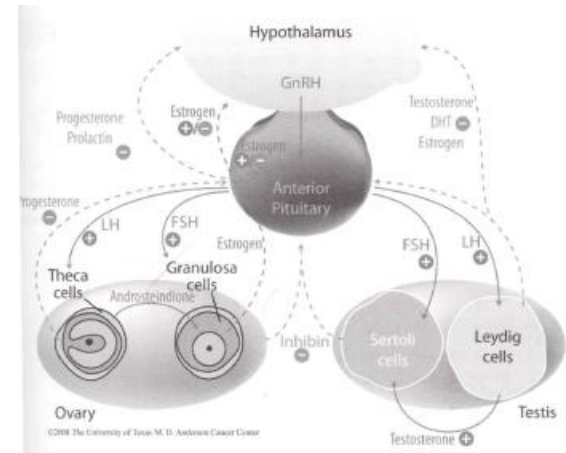 Hypothalamus
GnRH
Progesterone
Prolactin
−
Estrogen
+/−
Testosterone
DHT −
Estrogen
Estrogen
+ −
Anterior
Pituitary
rogesterone
−
LH
+
FSH
+
Estrogen
FSH
+
LH
+
Theca
cells
Granulosa
cells
Androsteindione
Inhibin
−
Sertoli
cells
Leydig
cells
Ovary
Testis
©2008 The University of Texas M. D. Anderson Cancer Center
Testosterone +